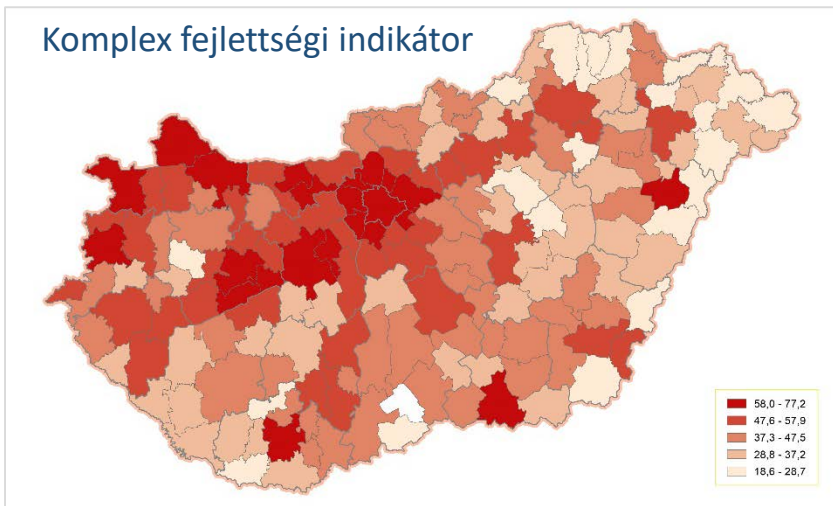 Komplex fejlettségi indikátor
58,0 - 77,2
47,6 - 57,9
37,3 - 47,5
28,8 - 37,2
18,6 - 28,7